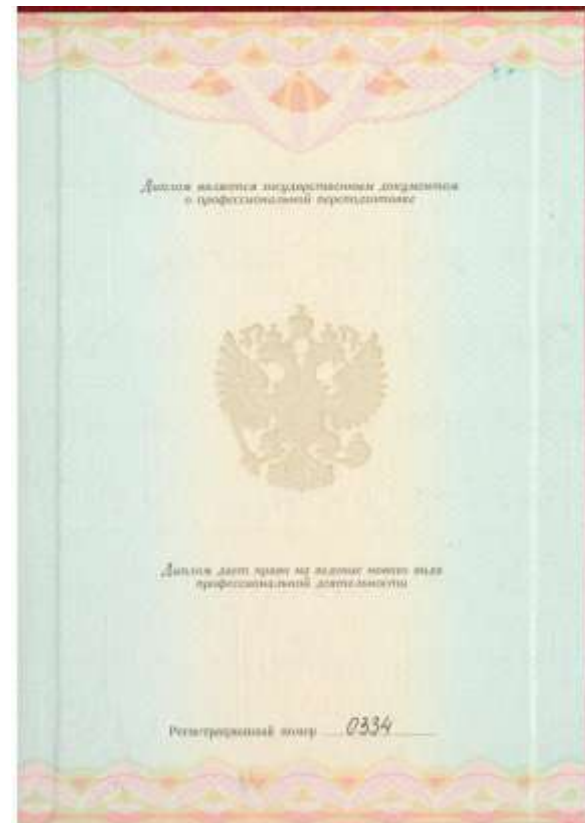 Диплом является государственным документом
о профессиональной переподготовке
Диплом дает право на ведение нового вида
профессиональной деятельности
Регистрационный номер 0334